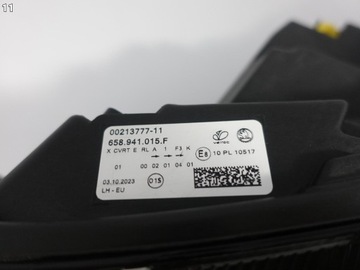 11
00213777-11
658.941.015.F
X CVRT E RL A 1 F3 K
01 00 02 01 04 01
E8 10 PL 10517
03.10.2023
015
LH - EU